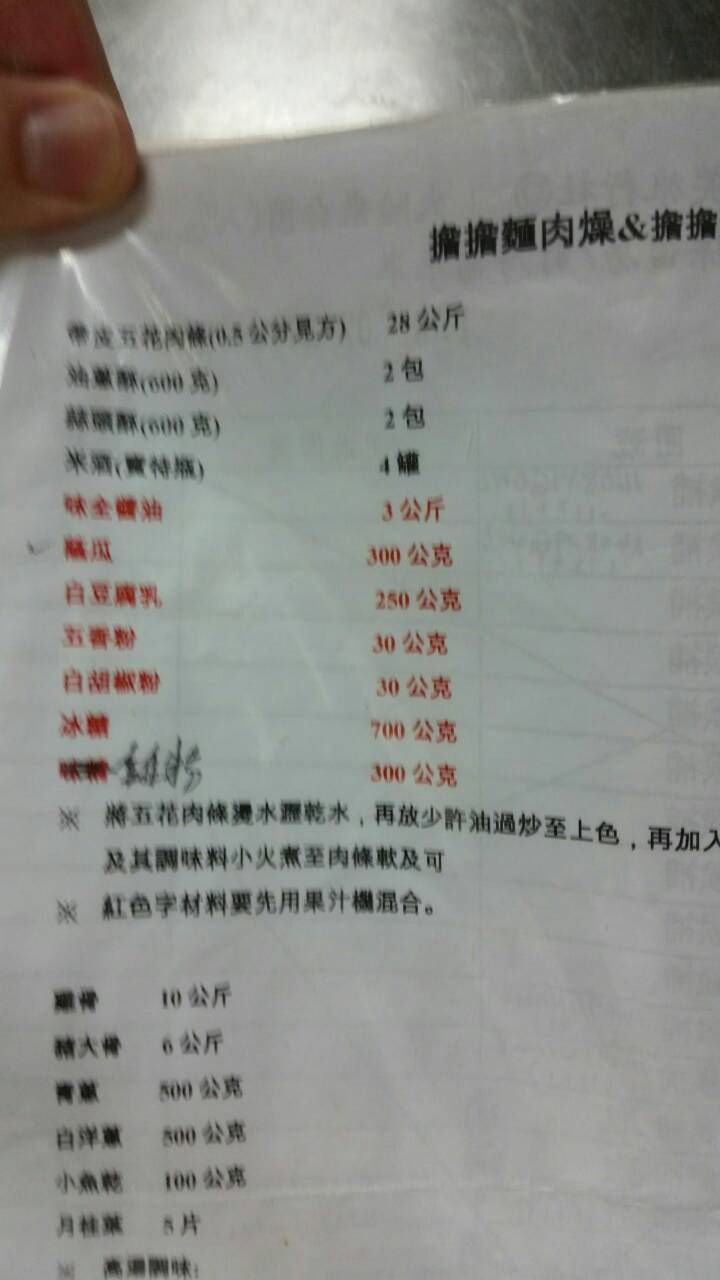 擔擔麵肉燥&擔擔
帶皮五花肉條(0.5公分見方) 28公斤
油蔥酥(600克) 2包
蒜頭酥(600克) 2包
米酒(寶特瓶) 4罐
味全醬油 3公斤
蔭瓜 300公克
白豆腐乳 250公克
五香粉 30公克
白胡椒粉 30公克
冰糖 700公克
300公克
※ 將五花肉條燙水瀝乾水，再放少許油過炒至上色，再加入
及其調味料小火煮至肉條軟及可
※ 紅色字材料要先用果汁機混合。
雞骨 10公斤
豬大骨 6公斤
青蔥 500公克
白洋蔥 500公克
小魚乾 100公克
月桂葉 5片
※ 高湯調味: